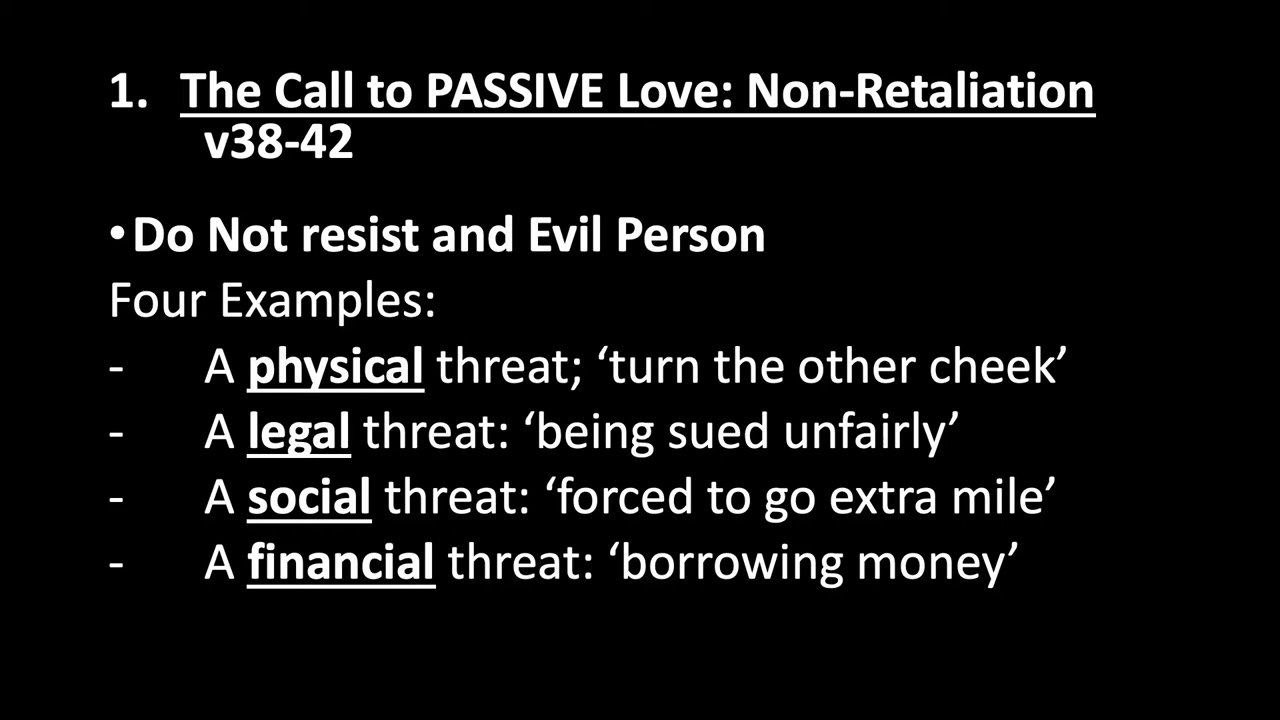 1. The Call to PASSIVE Love: Non-Retaliation
v38-42
•Do Not resist and Evil Person
Four Examples:
- A physical threat; ‘turn the other cheek’
- A legal threat: ‘being sued unfairly’
- A social threat: ‘forced to go extra mile’
- A financial threat: ‘borrowing money’